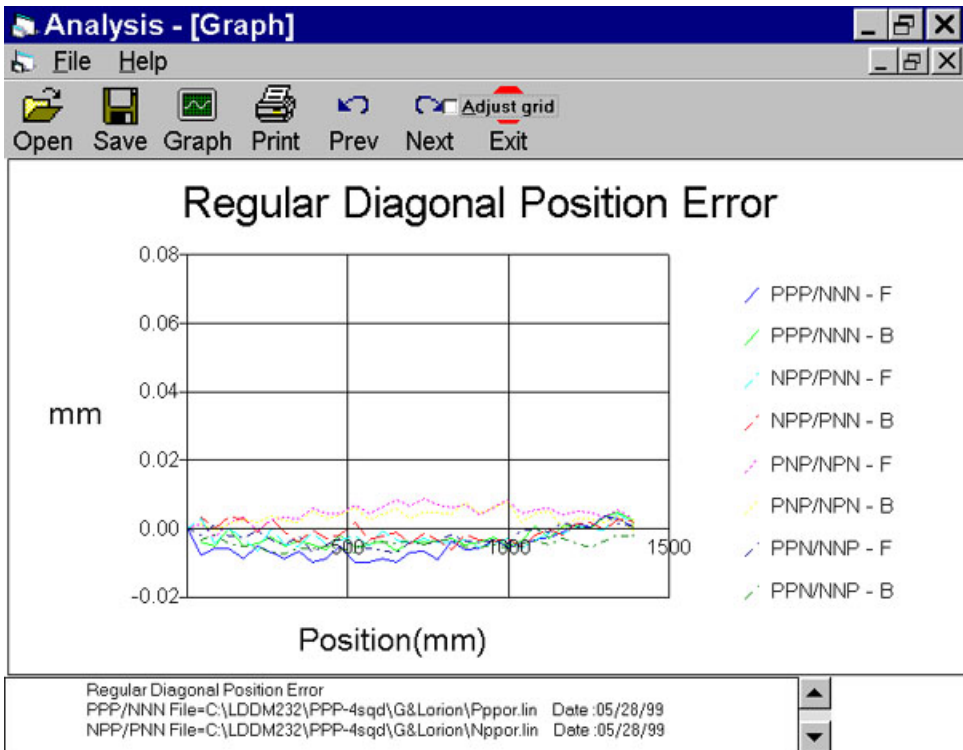 Analysis - [Graph]
File Help
Adjust grid
Open Save Graph Print Prev Next Exit
Regular Diagonal Position Error
0.08
0.06
0.04
mm
0.02
0.00
-0.02
500 1000 1500
Position(mm)
PPP/NNN - F
PPP/NNN - B
NPP/PNN - F
NPP/PNN - B
PNP/NPN - F
PNP/NPN - B
PPN/NNP - F
PPN/NNP - B
Regular Diagonal Position Error
PPP/NNN File=C:\LDDM232\PPP-4sqd\G&Lorion\Pppor.lin Date :05/28/99
NPP/PNN File=C:\LDDM232\PPP-4sqd\G&Lorion\Nppor.lin Date :05/28/99